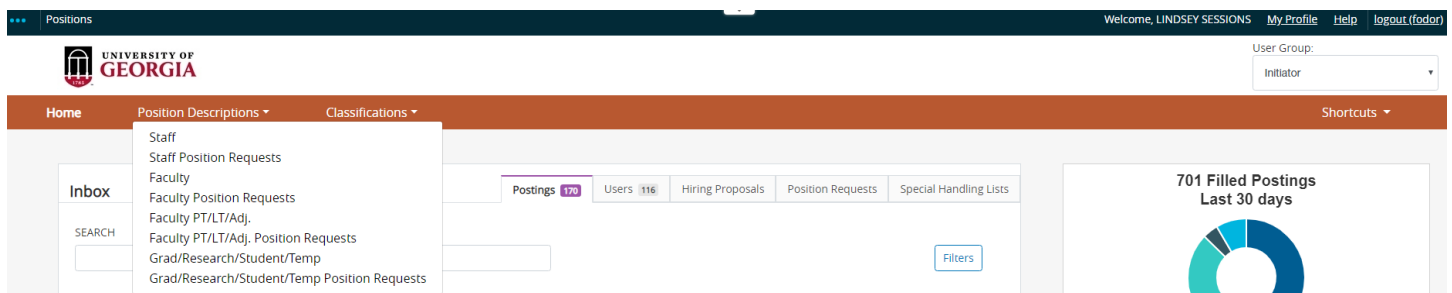 Positions
Welcome, LINDSEY SESSIONS My Profile Help logout (fodor)
UNIVERSITY OF
GEORGIA
1785
User Group:
Initiator
Home Position Descriptions Classifications Shortcuts
Staff
Staff Position Requests
Faculty
Faculty Position Requests
Faculty PT/LT/Adj.
Faculty PT/LT/Adj. Position Requests
Grad/Research/Student/Temp
Grad/Research/Student/Temp Position Requests
Inbox
Postings 170 Users 116 Hiring Proposals Position Requests Special Handling Lists
SEARCH
Filters
701 Filled Postings
Last 30 days